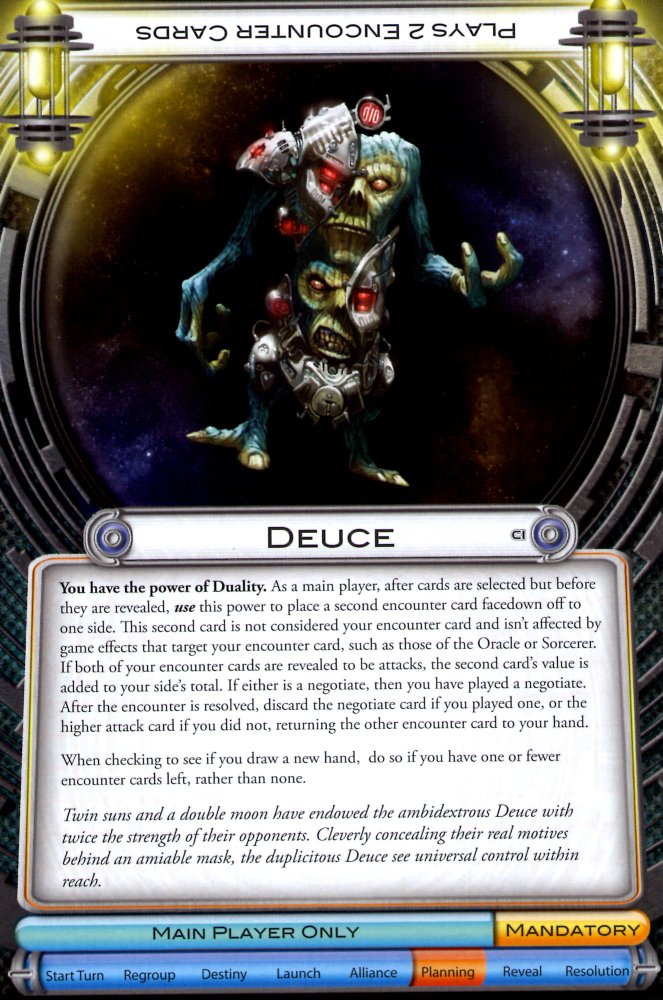 PLAYS 2 ENCOUNTER CARDS
DEUCE
CI
You have the power of Duality. As a main player, after cards are selected but before
they are revealed, use this power to place a second encounter card facedown off to
one side. This second card is not considered your encounter card and isn't affected by
game effects that target your encounter card, such as those of the Oracle or Sorcerer.
If both of your encounter cards are revealed to be attacks, the second card's value is
added to your side's total. If either is a negotiate, then you have played a negotiate.
After the encounter is resolved, discard the negotiate card if you played one, or the
higher attack card if you did not, returning the other encounter card to your hand.
When checking to see if you draw a new hand, do so if you have one or fewer
encounter cards left, rather than none.
Twin suns and a double moon have endowed the ambidextrous Deuce with
twice the strength of their opponents. Cleverly concealing their real motives
behind an amiable mask, the duplicitous Deuce see universal control within
reach.
MAIN PLAYER ONLY MANDATORY
Start Turn Regroup Destiny Launch Alliance Planning Reveal Resolution